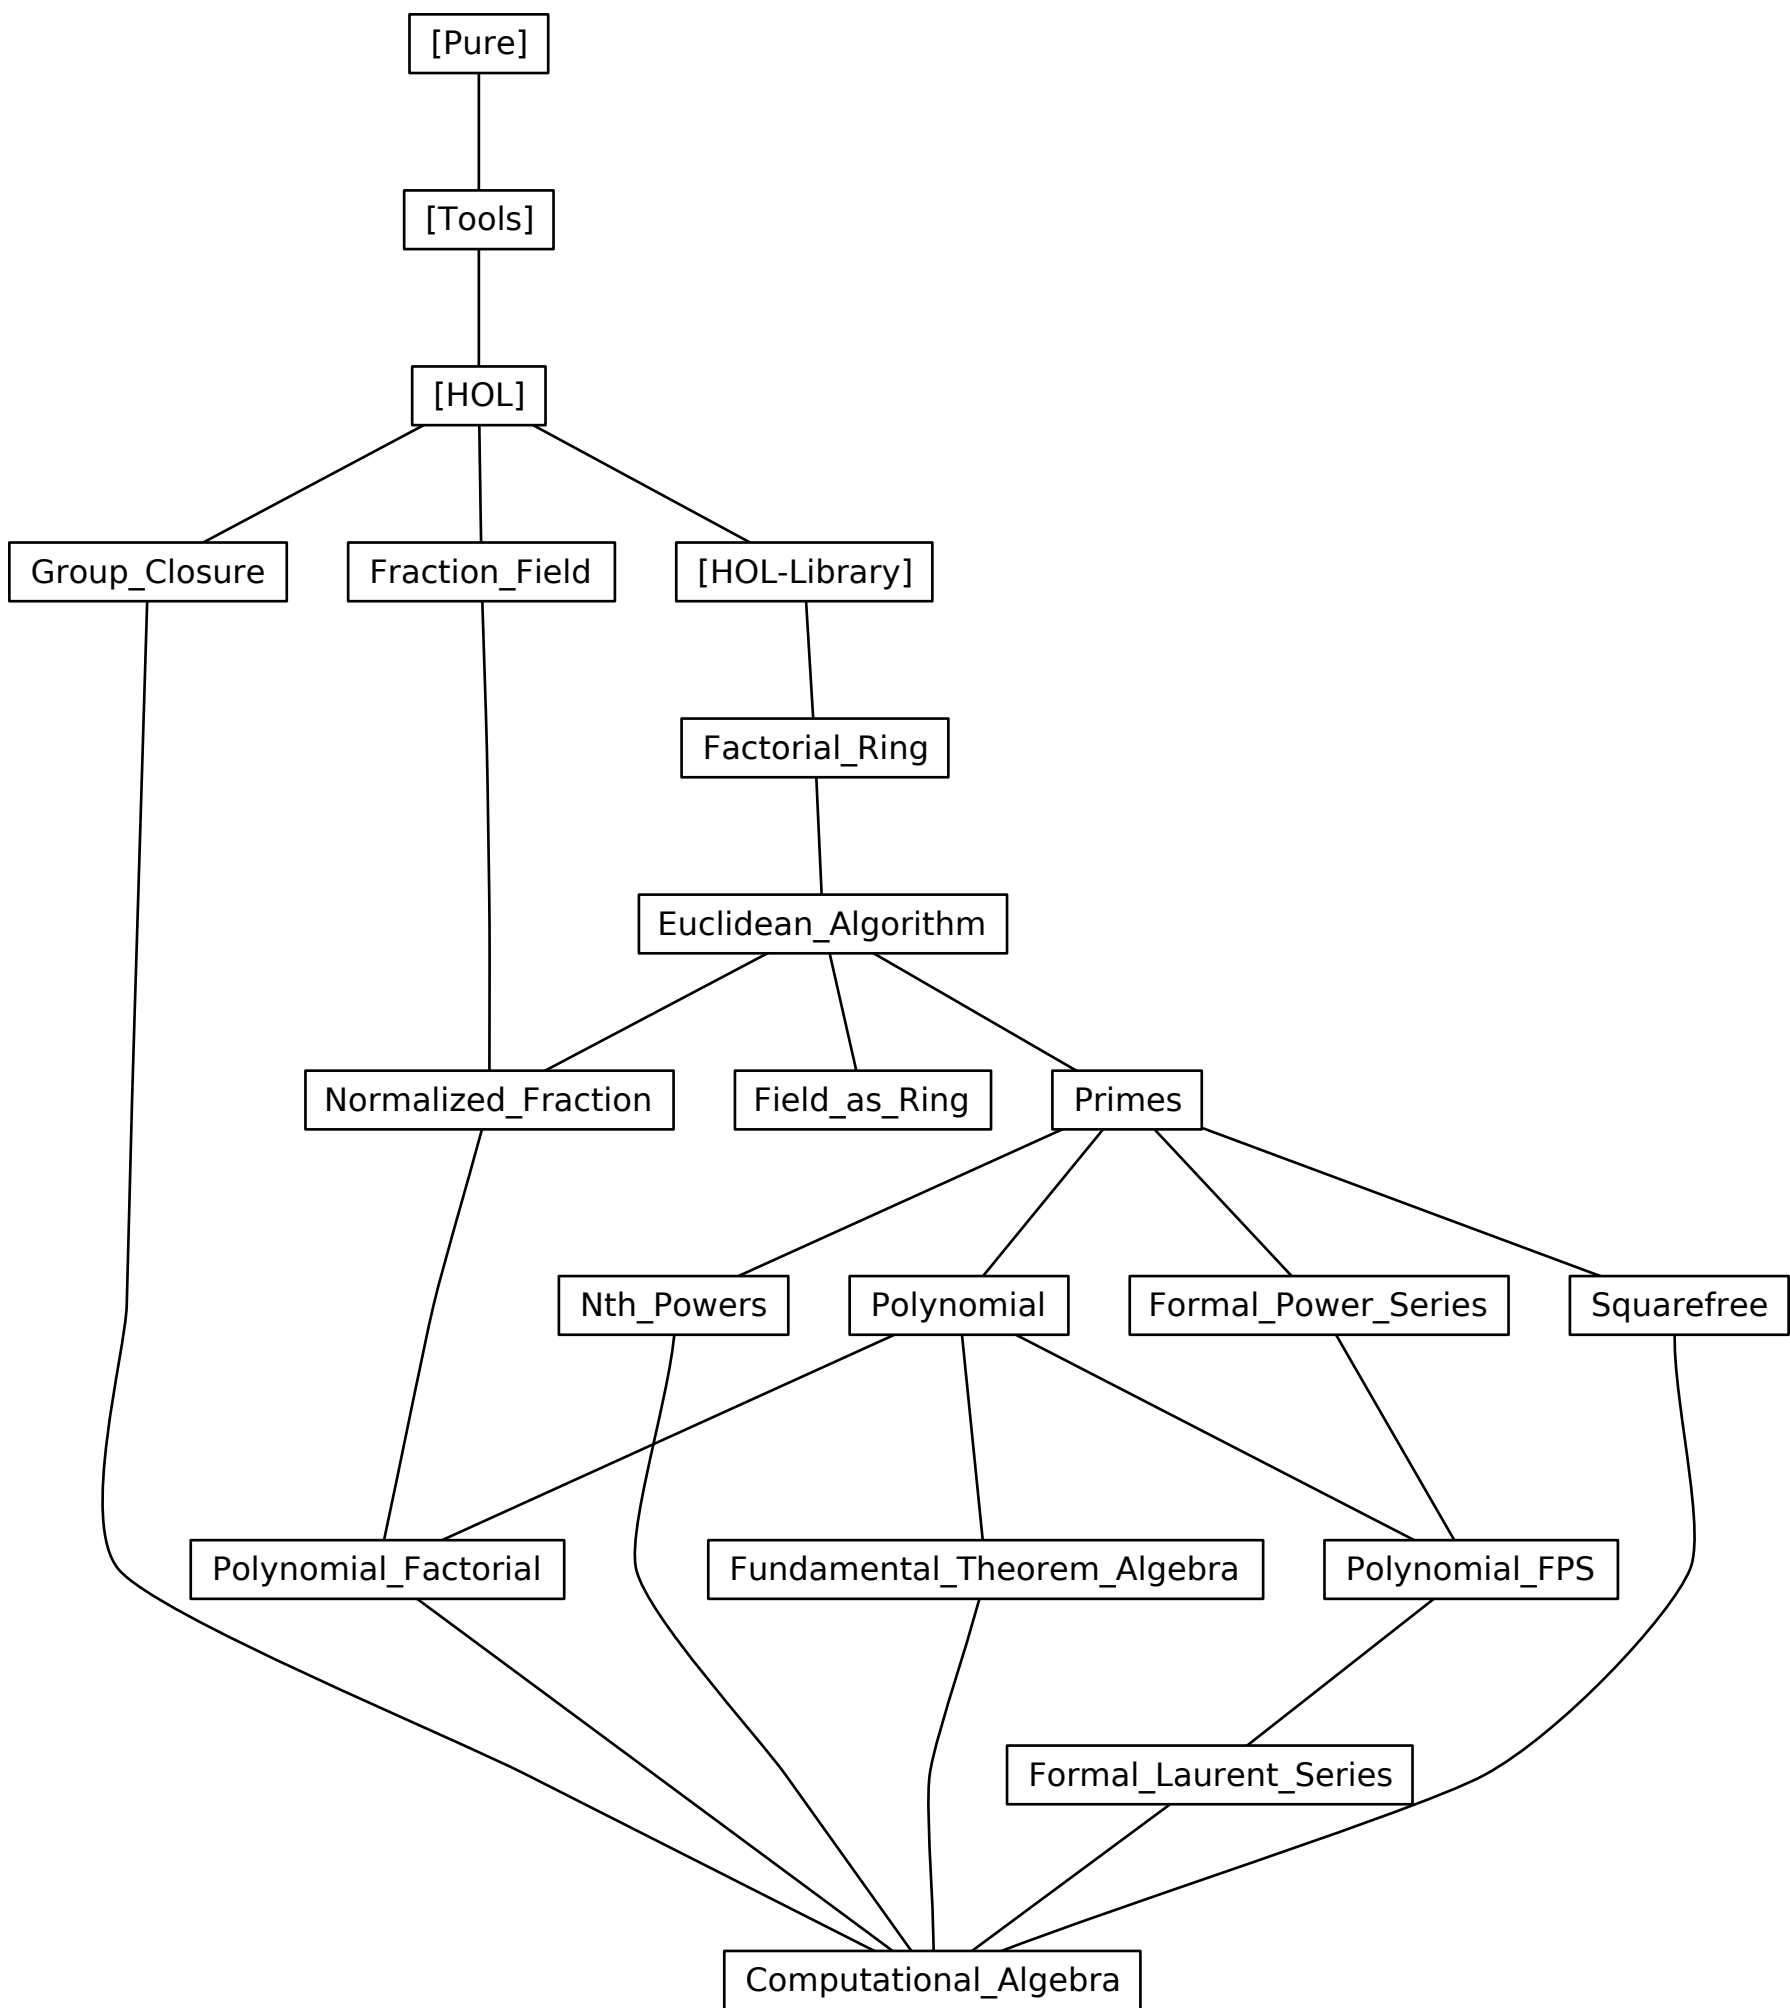 [Pure]
[Tools]
[HOL]
Group_Closure
Fraction_Field
[HOL-Library]
Factorial_Ring
Euclidean_Algorithm
Normalized_Fraction
Field_as_Ring
Primes
Nth_Powers
Polynomial
Formal_Power_Series
Squarefree
Polynomial_Factorial
Fundamental_Theorem_Algebra
Polynomial_FPS
Formal_Laurent_Series
Computational_Algebra